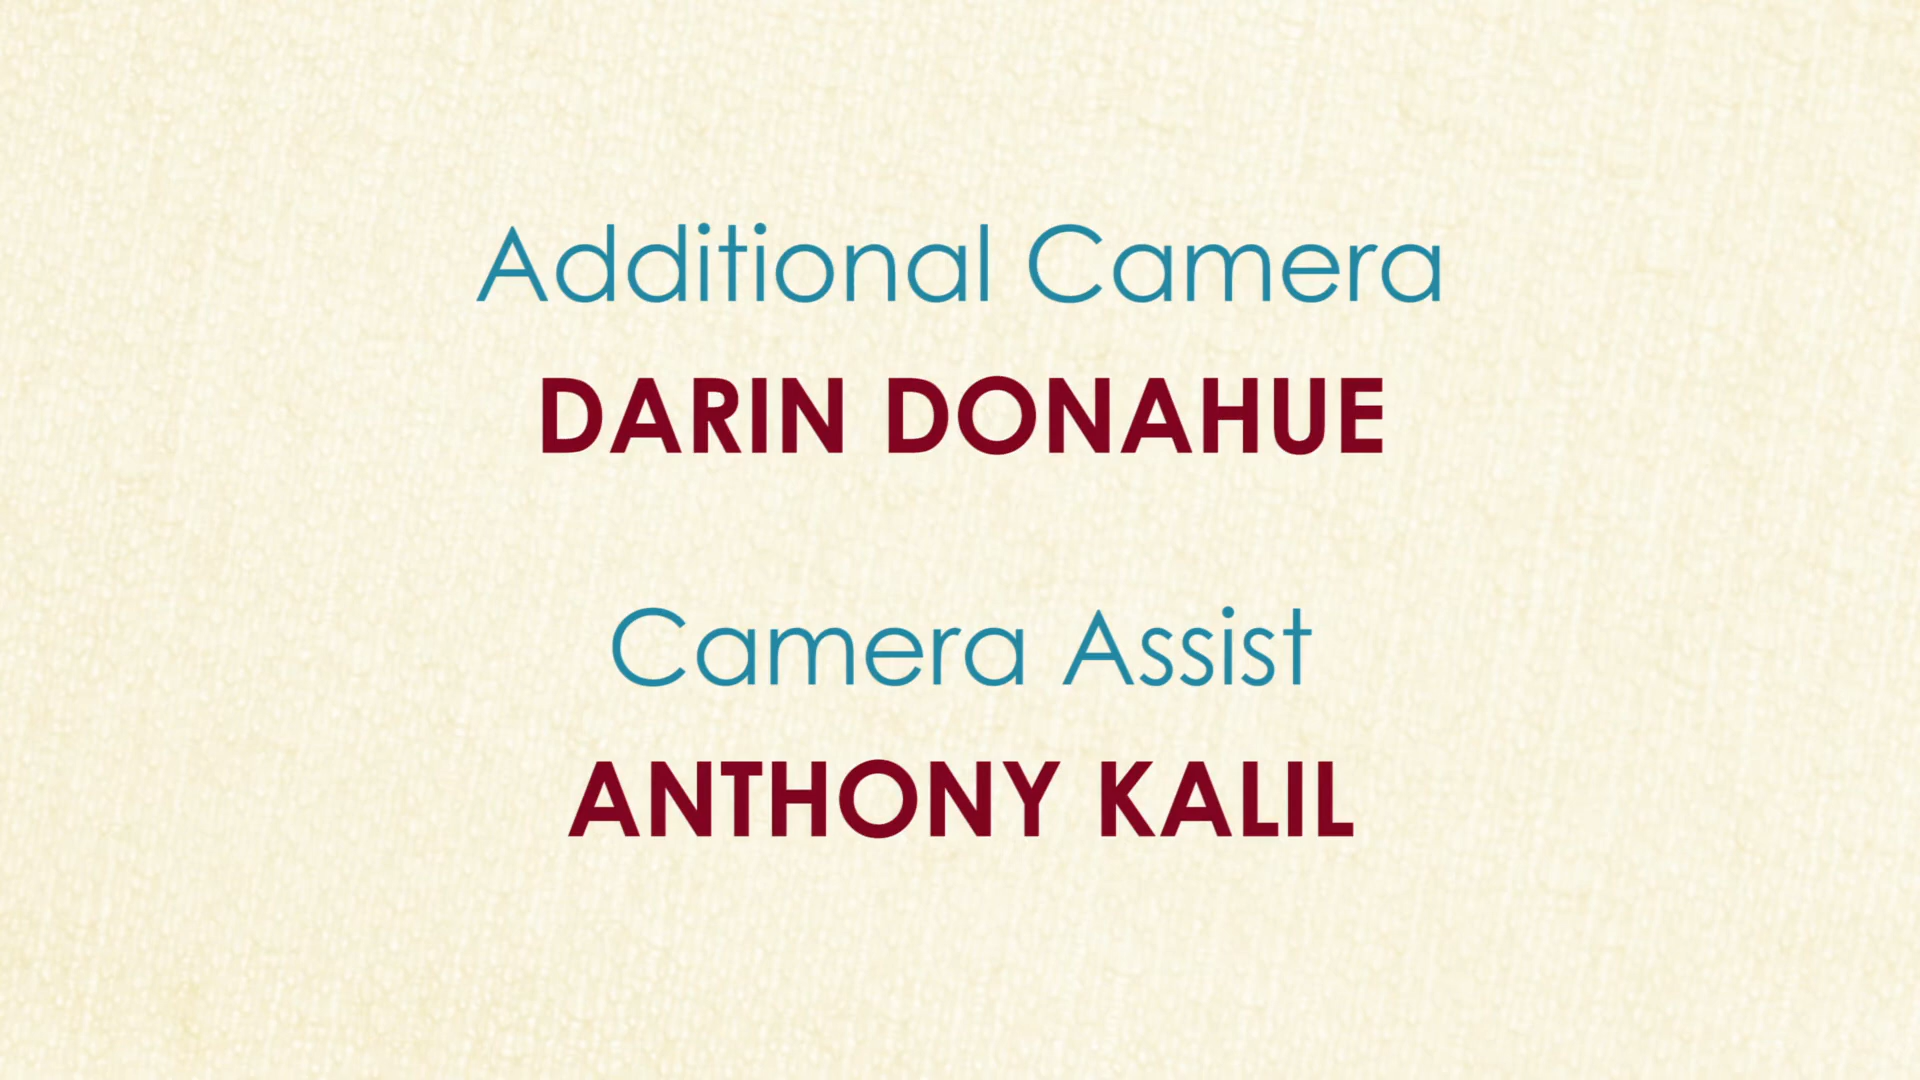 Additional Camera
DARIN DONAHUE
Camera Assist
ANTHONY KALIL